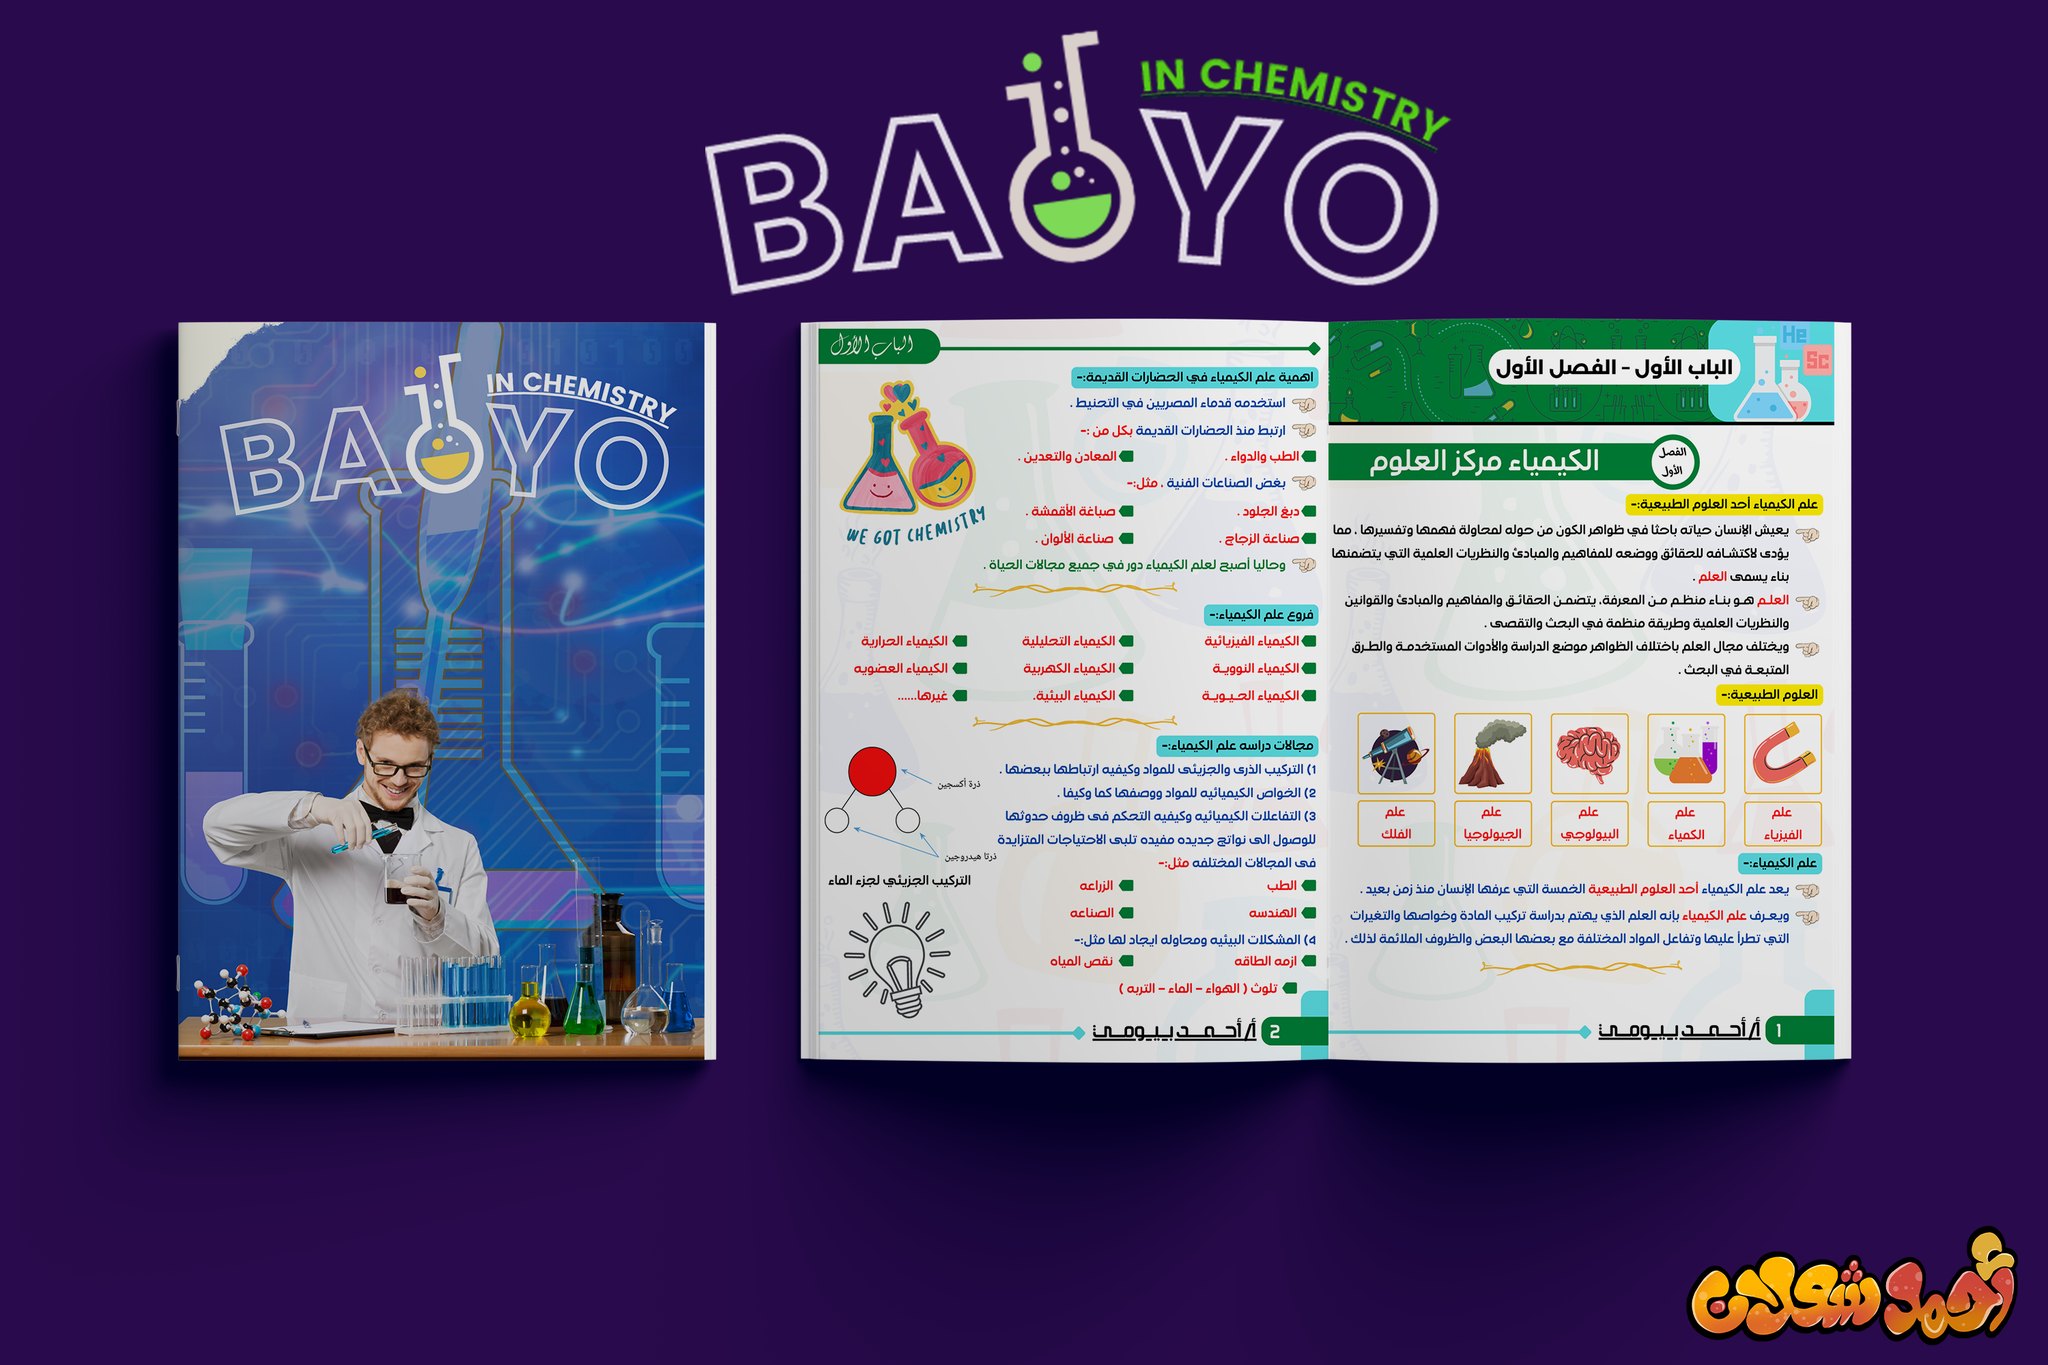 BAYYO
IN CHEMISTRY
BAYYO
IN CHEMISTRY
الباب الأول - الفصل الأول
He
Sc
الفصل
الأول
الكيمياء مركز العلوم
علم الكيمياء أحد العلوم الطبيعية:-
يعيش الإنسان حياته باحثا في ظواهر الكون من حوله لمحاولة فهمها وتفسيرها ، مما
يؤدى لاكتشافه للحقائق ووضعه للمفاهيم والمبادئ والنظريات العلمية التي يتضمنها
بناء يسمى العلم .
العلم هو بناء منظم من المعرفة، يتضمن الحقائق والمفاهيم والمبادئ والقوانين
والنظريات العلمية وطريقة منظمة في البحث والتقصى .
ويختلف مجال العلم باختلاف الظواهر موضع الدراسة والأدوات المستخدمة والطرق
المتبعة في البحث .
العلوم الطبيعية:-
علم الفيزياء
علم الكمياء
علم البيولوجي
علم الجيولوجيا
علم الفلك
علم الكيمياء:-
يعد علم الكيمياء أحد العلوم الطبيعية الخمسة التي عرفها الإنسان منذ زمن بعيد .
ويعرف علم الكيمياء بإنه العلم الذي يهتم بدراسة تركيب المادة وخواصها والتغيرات
التي تطرأ عليها وتفاعل المواد المختلفة مع بعضها البعض والظروف الملائمة لذلك .
1 أ/أحمد بيومي
الباب الأول
اهمية علم الكيمياء في الحضارات القديمة:-
استخدمه قدماء المصريين في التحنيط .
ارتبط منذ الحضارات القديمة بكل من :-
الطب والدواء . المعادن والتعدين .
بغض الصناعات الفنية ، مثل:-
دبغ الجلود . صباغة الأقمشة .
صناعة الزجاج . صناعة الألوان .
WE GOT CHEMISTRY
وحاليا أصبح لعلم الكيمياء دور في جميع مجالات الحياة .
فروع علم الكيمياء:-
الكيمياء الفيزيائية الكيمياء التحليلية الكيمياء الحرارية
الكيمياء النووية الكيمياء الكهربية الكيمياء العضويه
الكيمياء الحيوية الكيمياء البيئية. غيرها......
مجالات دراسه علم الكيمياء:-
1) التركيب الذرى والجزيئى للمواد وكيفيه ارتباطها ببعضها .
2) الخواص الكيميائيه للمواد ووصفها كما وكيفا .
3) التفاعلات الكيميائيه وكيفيه التحكم فى ظروف حدوثها
للوصول الى نواتج جديده مفيده تلبى الاحتياجات المتزايدة
فى المجالات المختلفه مثل:-
الطب الزراعه
الهندسه الصناعه
4) المشكلات البيئيه ومحاوله ايجاد لها مثل:-
ازمه الطاقه نقص المياه
تلوث ( الهواء - الماء - التربه )
ذرة أكسجين
ذرتا هيدروجين
التركيب الجزيئي لجزء الماء
2 أ/أحمد بيومي
أحمد شعلان